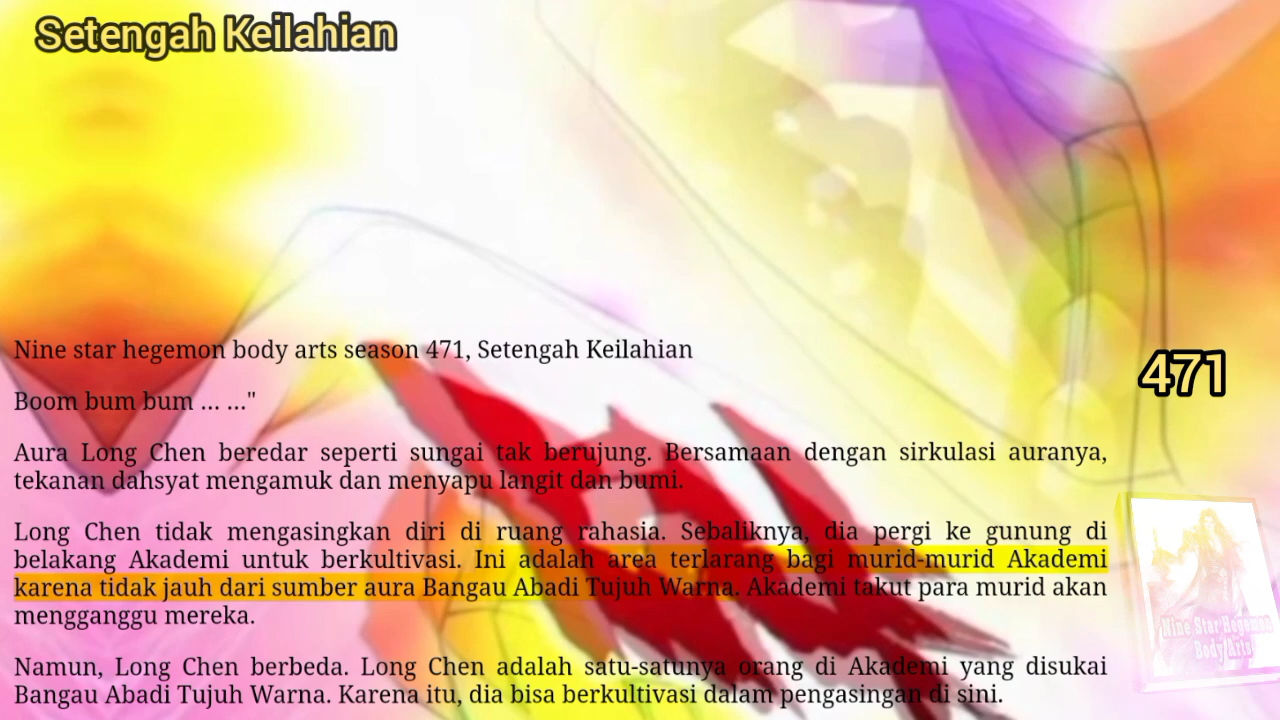 Setengah Keilahian
Nine star hegemon body arts season 471, Setengah Keilahian
471
Boom bum bum ... ..."
Aura Long Chen beredar seperti sungai tak berujung. Bersamaan dengan sirkulasi auranya,
tekanan dahsyat mengamuk dan menyapu langit dan bumi.
Long Chen tidak mengasingkan diri di ruang rahasia. Sebaliknya, dia pergi ke gunung di
belakang Akademi untuk berkultivasi. Ini adalah area terlarang bagi murid-murid Akademi
karena tidak jauh dari sumber aura Bangau Abadi Tujuh Warna. Akademi takut para murid akan
mengganggu mereka.
Nine Star Hegemon
Body Arts
Namun, Long Chen berbeda. Long Chen adalah satu-satunya orang di Akademi yang disukai
Bangau Abadi Tujuh Warna. Karena itu, dia bisa berkultivasi dalam pengasingan di sini.